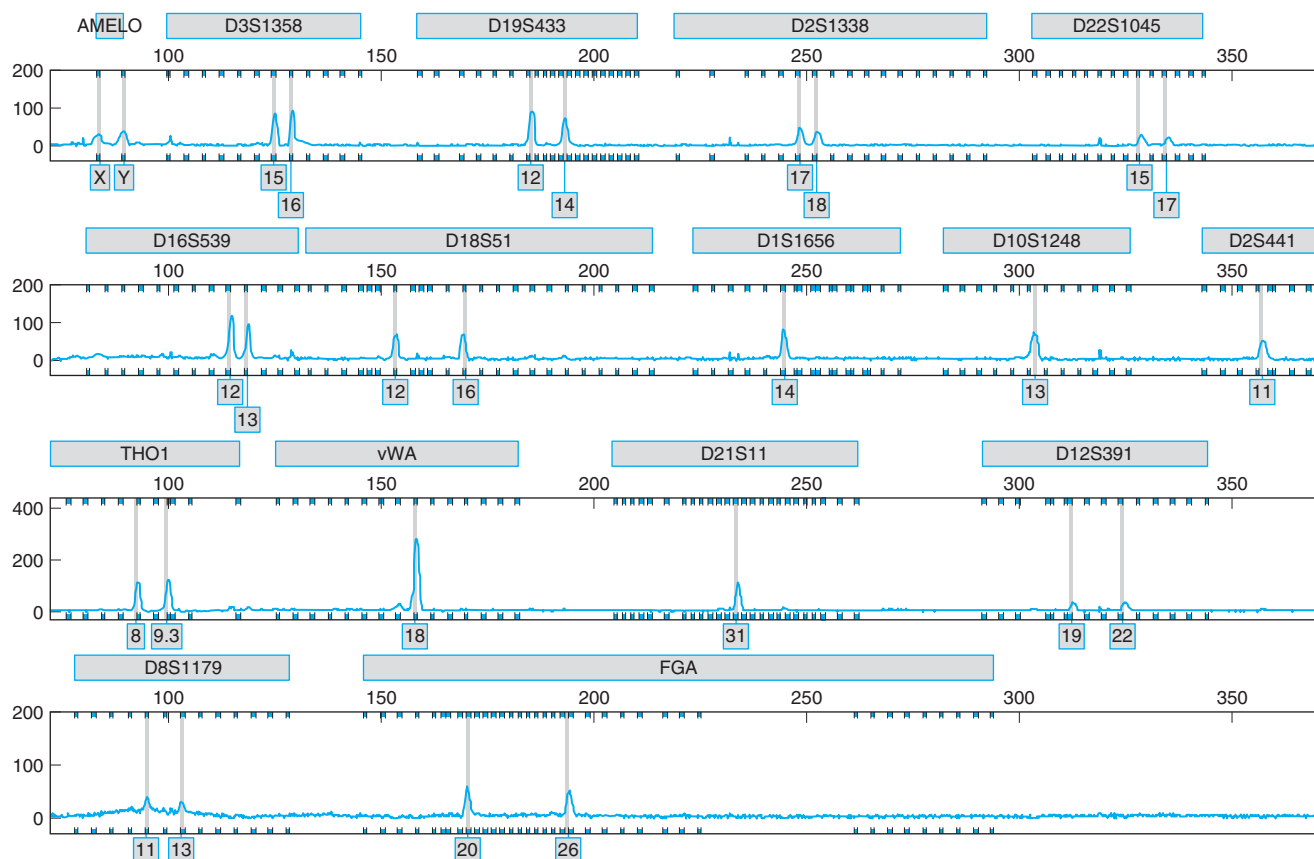 AMELO D3S1358 D19S433 D2S1338 D22S1045
100 150 200 250 300 350
200
100
0
X Y 15 12 17 15
16 14 18 17
D16S539 D18S51 D1S1656 D10S1248 D2S441
100 150 200 250 300 350
200
100
0
12 12 16 14 13 11
13
THO1 vWA D21S11 D12S391
100 150 200 250 300 350
400
200
0
8 9.3 18 31 19 22
D8S1179 FGA
100 150 200 250 300 350
200
100
0
11 13 20 26